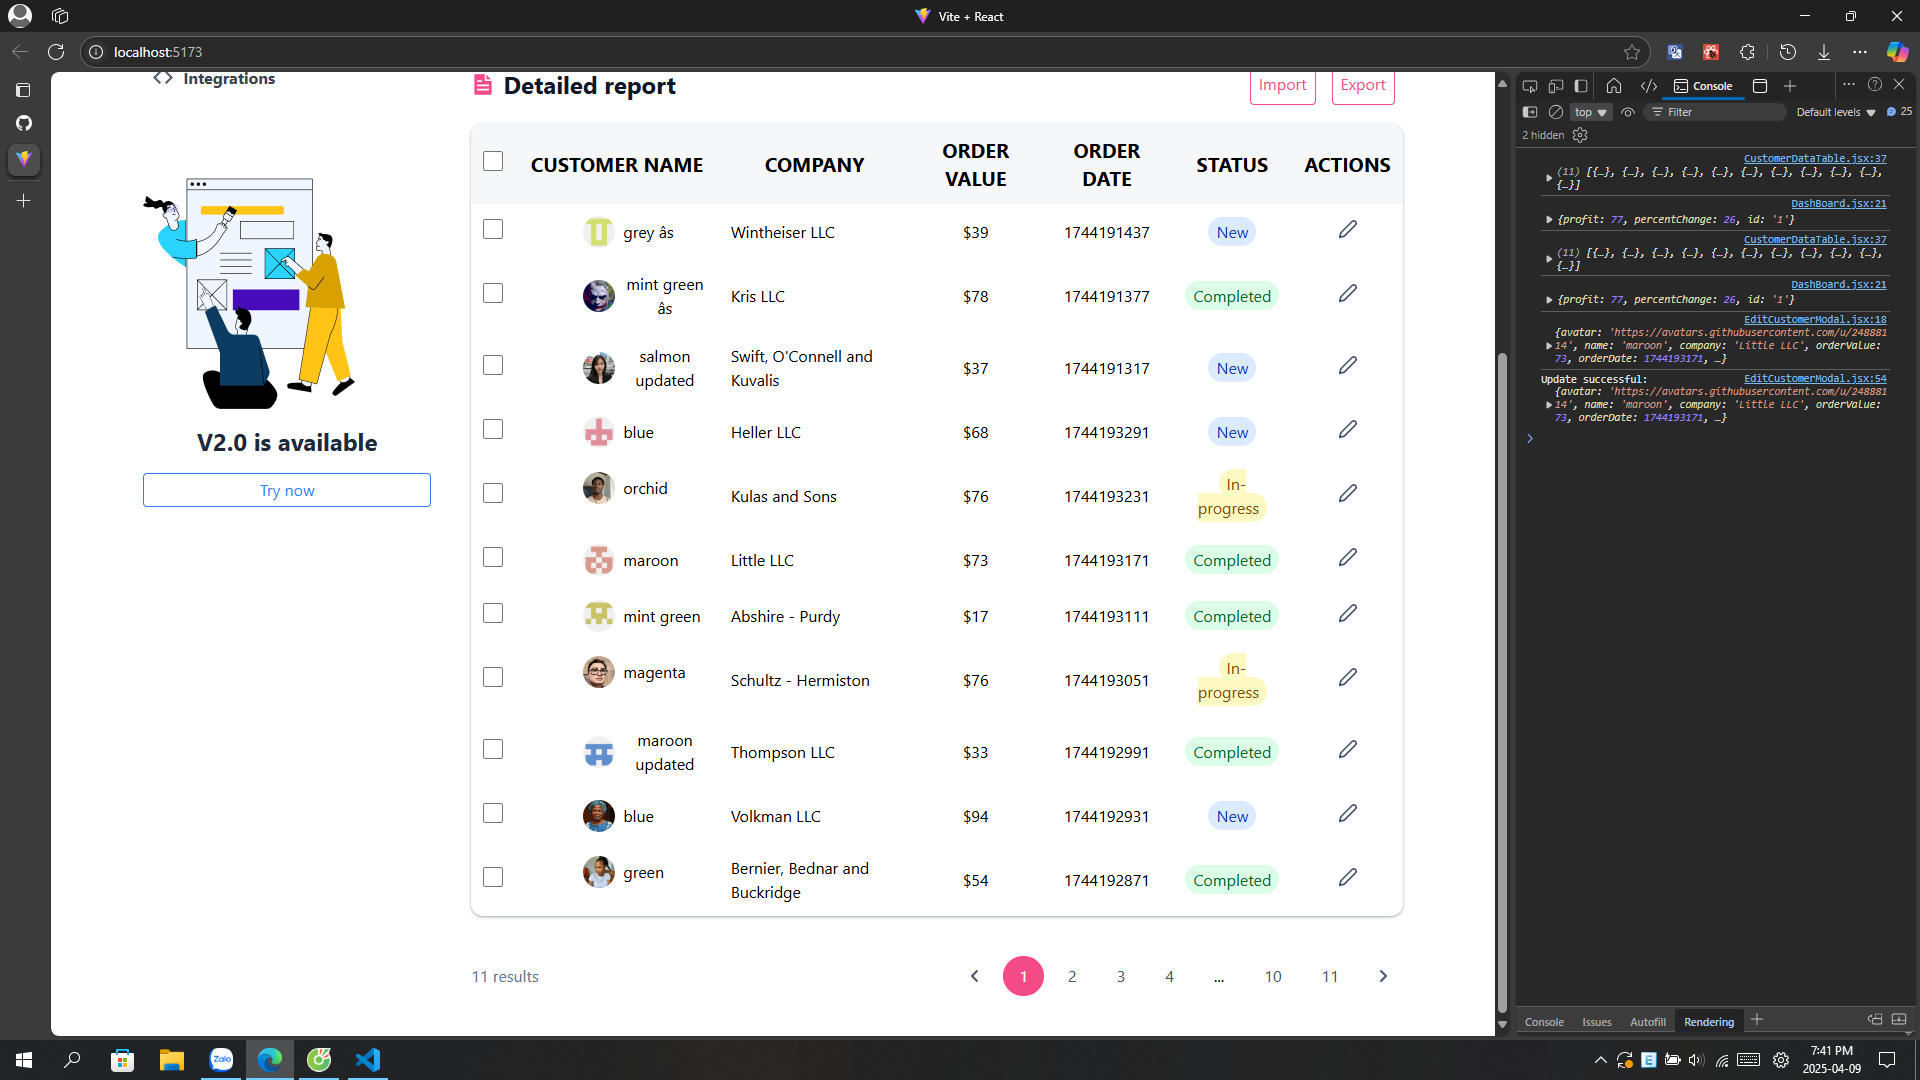 Vite + React
localhost:5173
Integrations
V2.0 is available
Try now
Detailed report
Import
Export
CUSTOMER NAME
COMPANY
ORDER
VALUE
ORDER
DATE
STATUS
ACTIONS
grey âs
Wintheiser LLC
$39
1744191437
New
mint green
âs
Kris LLC
$78
1744191377
Completed
salmon
updated
Swift, O'Connell and
Kuvalis
$37
1744191317
New
blue
Heller LLC
$68
1744193291
New
orchid
Kulas and Sons
$76
1744193231
In-
progress
maroon
Little LLC
$73
1744193171
Completed
mint green
Abshire - Purdy
$17
1744193111
Completed
magenta
Schultz - Hermiston
$76
1744193051
In-
progress
maroon
updated
Thompson LLC
$33
1744192991
Completed
blue
Volkman LLC
$94
1744192931
New
green
Bernier, Bednar and
Buckridge
$54
1744192871
Completed
11 results
1 2 3 4 ... 10 11
Console
top
Filter
Default levels
25
2 hidden
CustomerDataTable.jsx:37
(11) [{…}, {…}, {…}, {…}, {…}, {…}, {…}, {…}, {…}, {…},
{…}]
DashBoard.jsx:21
{profit: 77, percentChange: 26, id: '1'}
CustomerDataTable.jsx:37
(11) [{…}, {…}, {…}, {…}, {…}, {…}, {…}, {…}, {…}, {…},
{…}]
DashBoard.jsx:21
{profit: 77, percentChange: 26, id: '1'}
EditCustomerModal.jsx:18
{avatar: 'https://avatars.githubusercontent.com/u/248881
14', name: 'maroon', company: 'Little LLC', orderValue:
73, orderDate: 1744193171, …}
Update successful: EditCustomerModal.jsx:54
{avatar: 'https://avatars.githubusercontent.com/u/248881
14', name: 'maroon', company: 'Little LLC', orderValue:
73, orderDate: 1744193171, …}
Console
Issues
Autofill
Rendering
Zalo
7:41 PM
2025-04-09